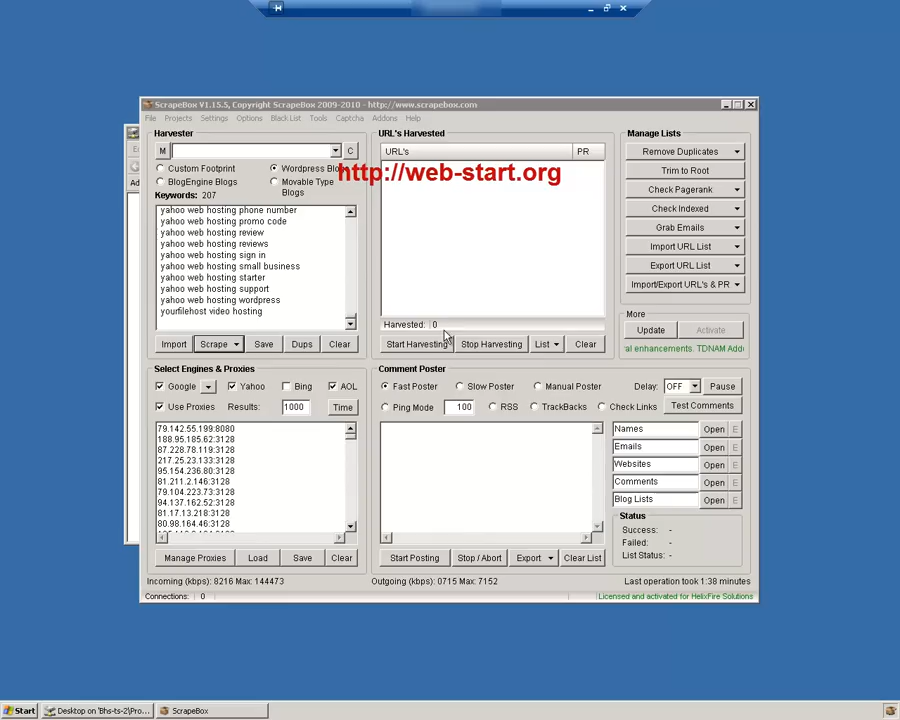 ScrapeBox V1.15.5, Copyright ScrapeBox 2009-2010 - http://www.scrapebox.com
File Projects Settings Options Black List Tools Captcha Addons Help
Harvester
M
C
Custom Footprint
Wordpress Blogs
BlogEngine Blogs
Movable Type
Blogs
Keywords: 207
yahoo web hosting phone number
yahoo web hosting promo code
yahoo web hosting review
yahoo web hosting reviews
yahoo web hosting sign in
yahoo web hosting small business
yahoo web hosting starter
yahoo web hosting support
yahoo web hosting wordpress
yourfilehost video hosting
Import Scrape Save Dups Clear
URL's Harvested
URL's PR
http://web-start.org
Harvested: 0
Start Harvesting Stop Harvesting List Clear
Manage Lists
Remove Duplicates
Trim to Root
Check Pagerank
Check Indexed
Grab Emails
Import URL List
Export URL List
Import/Export URL's & PR
More
Update Activate
al enhancements. TDNAM Add
Select Engines & Proxies
Google Yahoo Bing AOL
Use Proxies Results: 1000 Time
79.142.55.199:8080
188.95.185.62:3128
87.228.78.119:3128
217.25.23.133:3128
95.154.236.80:3128
81.211.2.146:3128
79.104.223.73:3128
94.137.162.52:3128
81.17.13.218:3128
80.98.164.46:3128
Manage Proxies Load Save Clear
Comment Poster
Fast Poster Slow Poster Manual Poster Delay: OFF Pause
Ping Mode 100 RSS TrackBacks Check Links Test Comments
Names Open E
Emails Open E
Websites Open E
Comments Open E
Blog Lists Open E
Status
Success: -
Failed: -
List Status: -
Start Posting Stop / Abort Export Clear List
Incoming (kbps): 8216 Max: 144473
Outgoing (kbps): 0715 Max: 7152
Last operation took 1:38 minutes
Connections: 0
Licensed and activated for HelixFire Solutions
Start
Desktop on 'Bhs-ts-2\Pro...
ScrapeBox